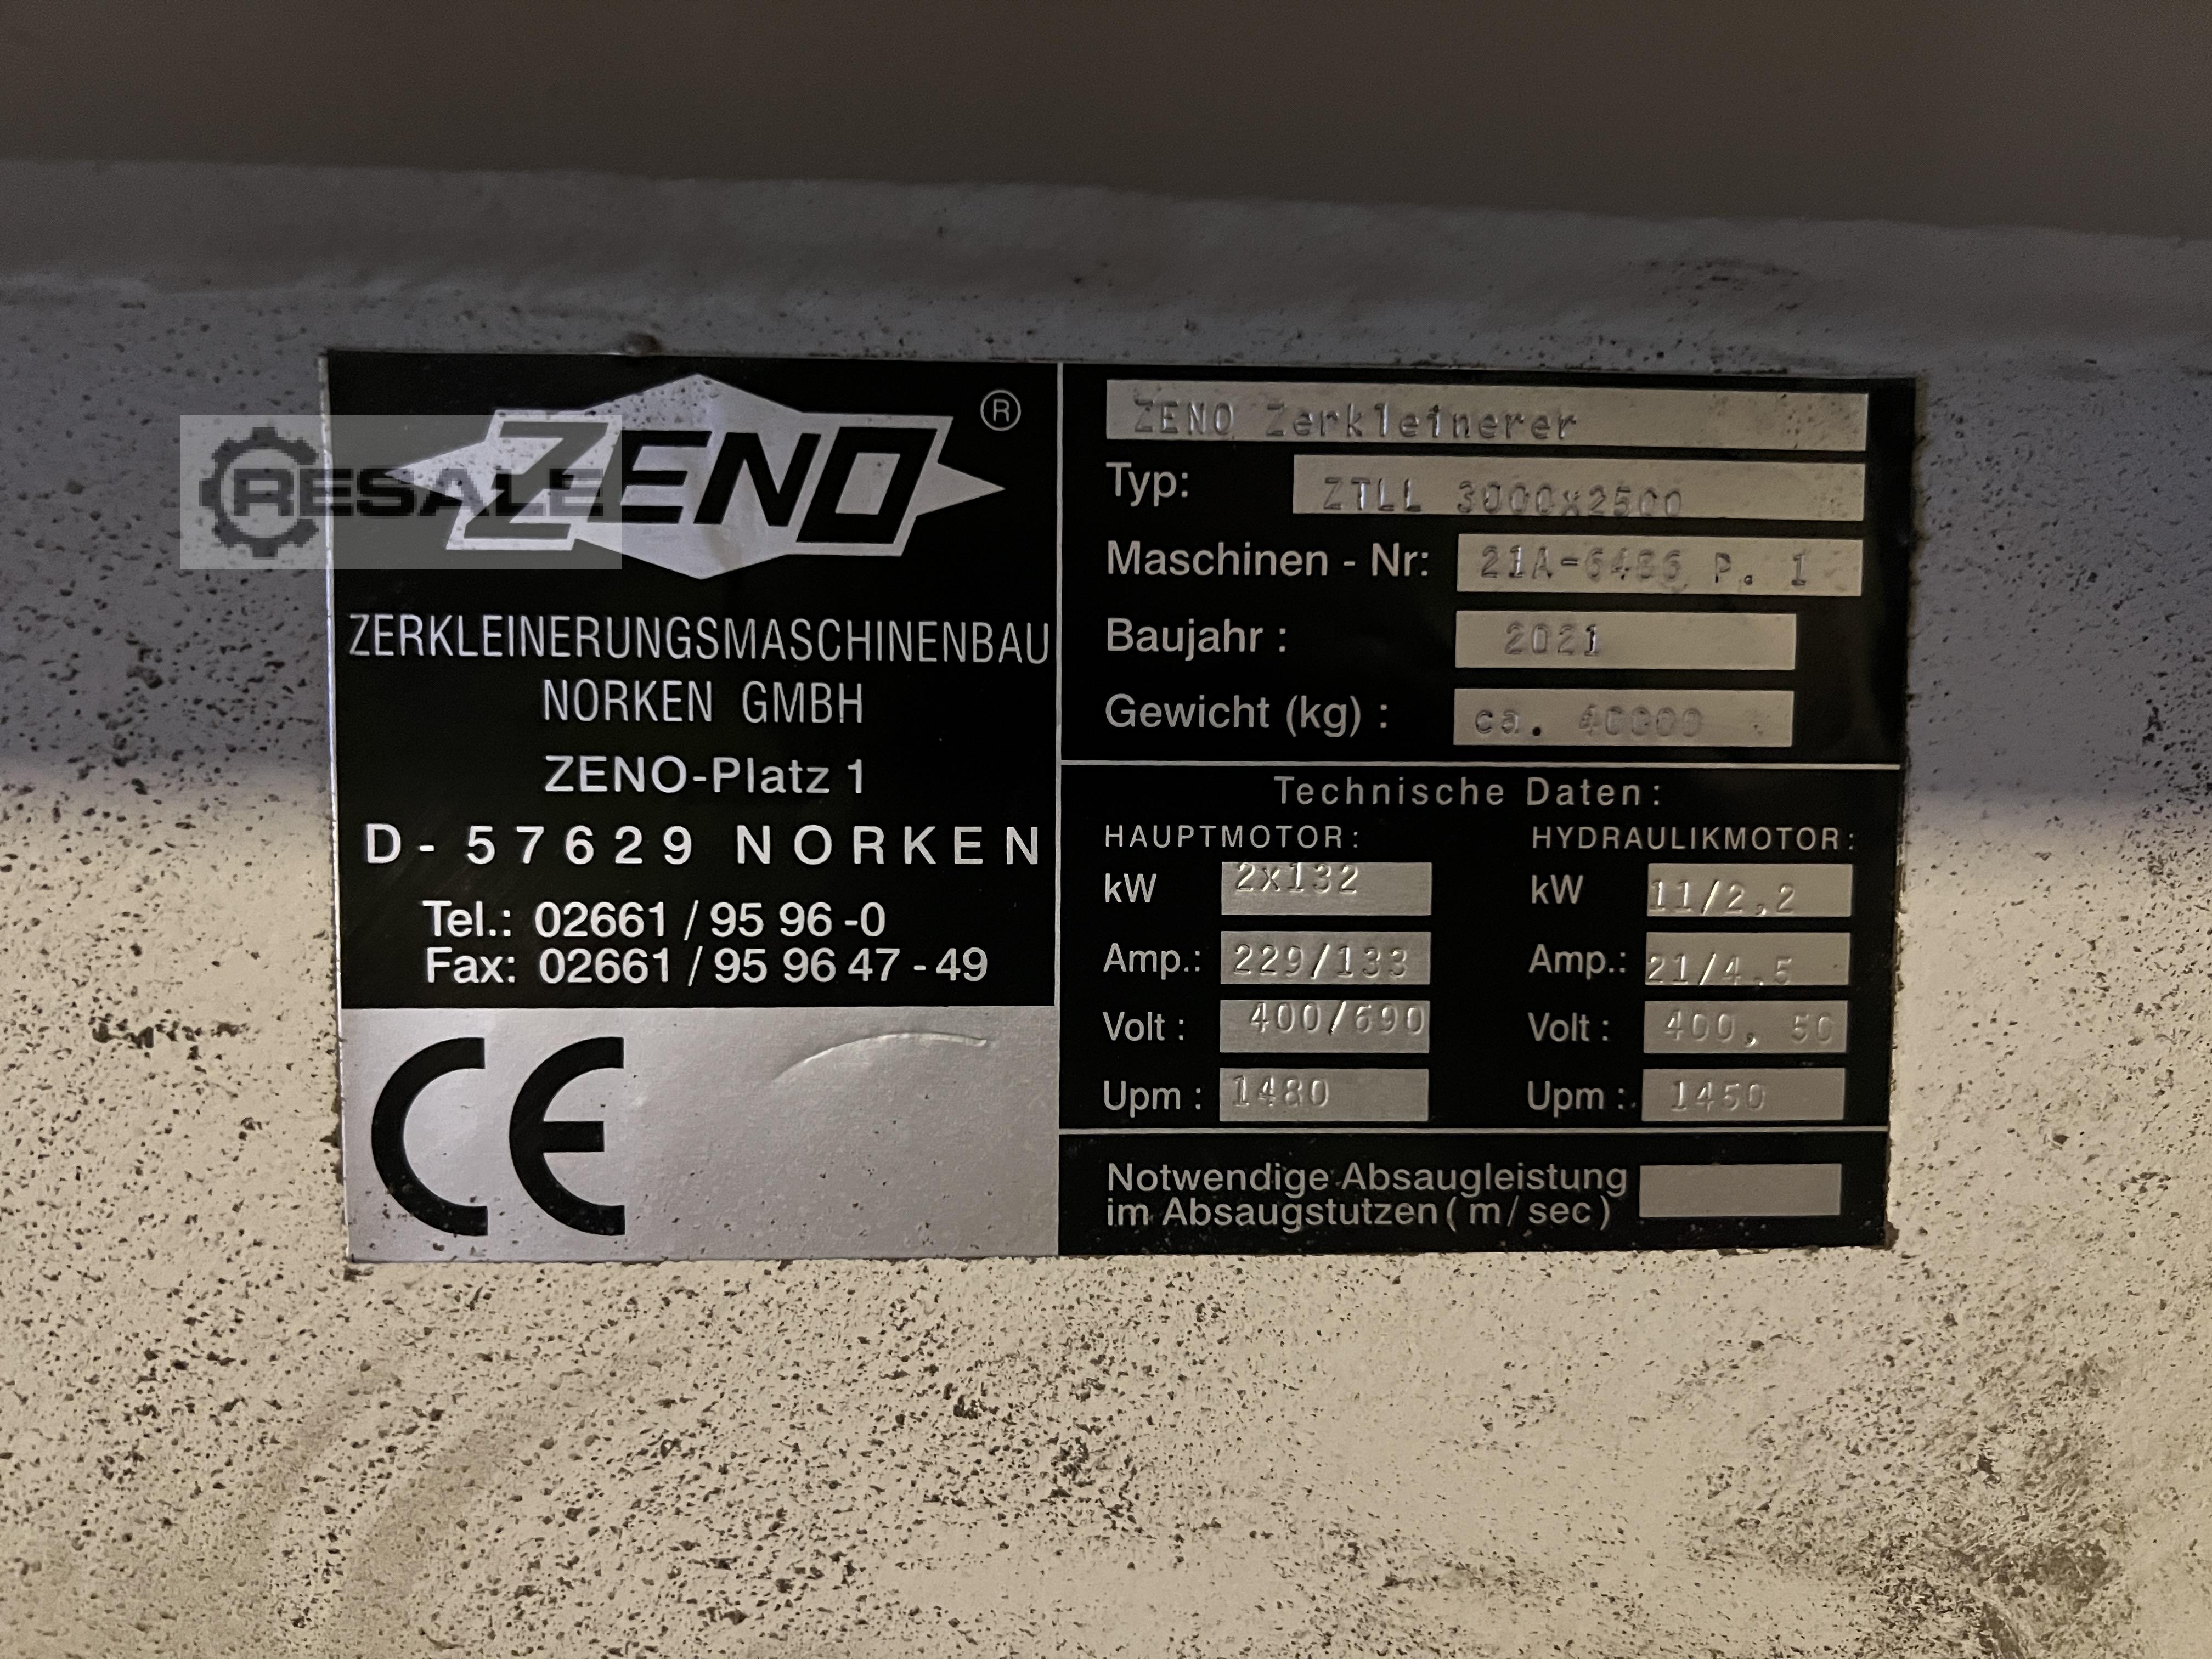 RESALE
ZENO ®
ZERKLEINERUNGSMASCHINENBAU
NORKEN GMBH
ZENO-Platz 1
D- 57629 NORKEN
Tel.: 02661 / 95 96 -0
Fax: 02661 / 95 96 47 - 49
CE
ZENO Zerkleinerer
Typ: ZTLL 3000x2500
Maschinen - Nr: 21A-6486 P. 1
Baujahr : 2021
Gewicht (kg) : ca. 40000
Technische Daten :
HAUPTMOTOR :
kW 2x132
Amp.: 229/133
Volt : 400/690
Upm : 1480
HYDRAULIKMOTOR :
kW 11/2,2
Amp.: 21/4,5
Volt : 400, 50
Upm : 1450
Notwendige Absaugleistung
im Absaugstutzen ( m / sec )